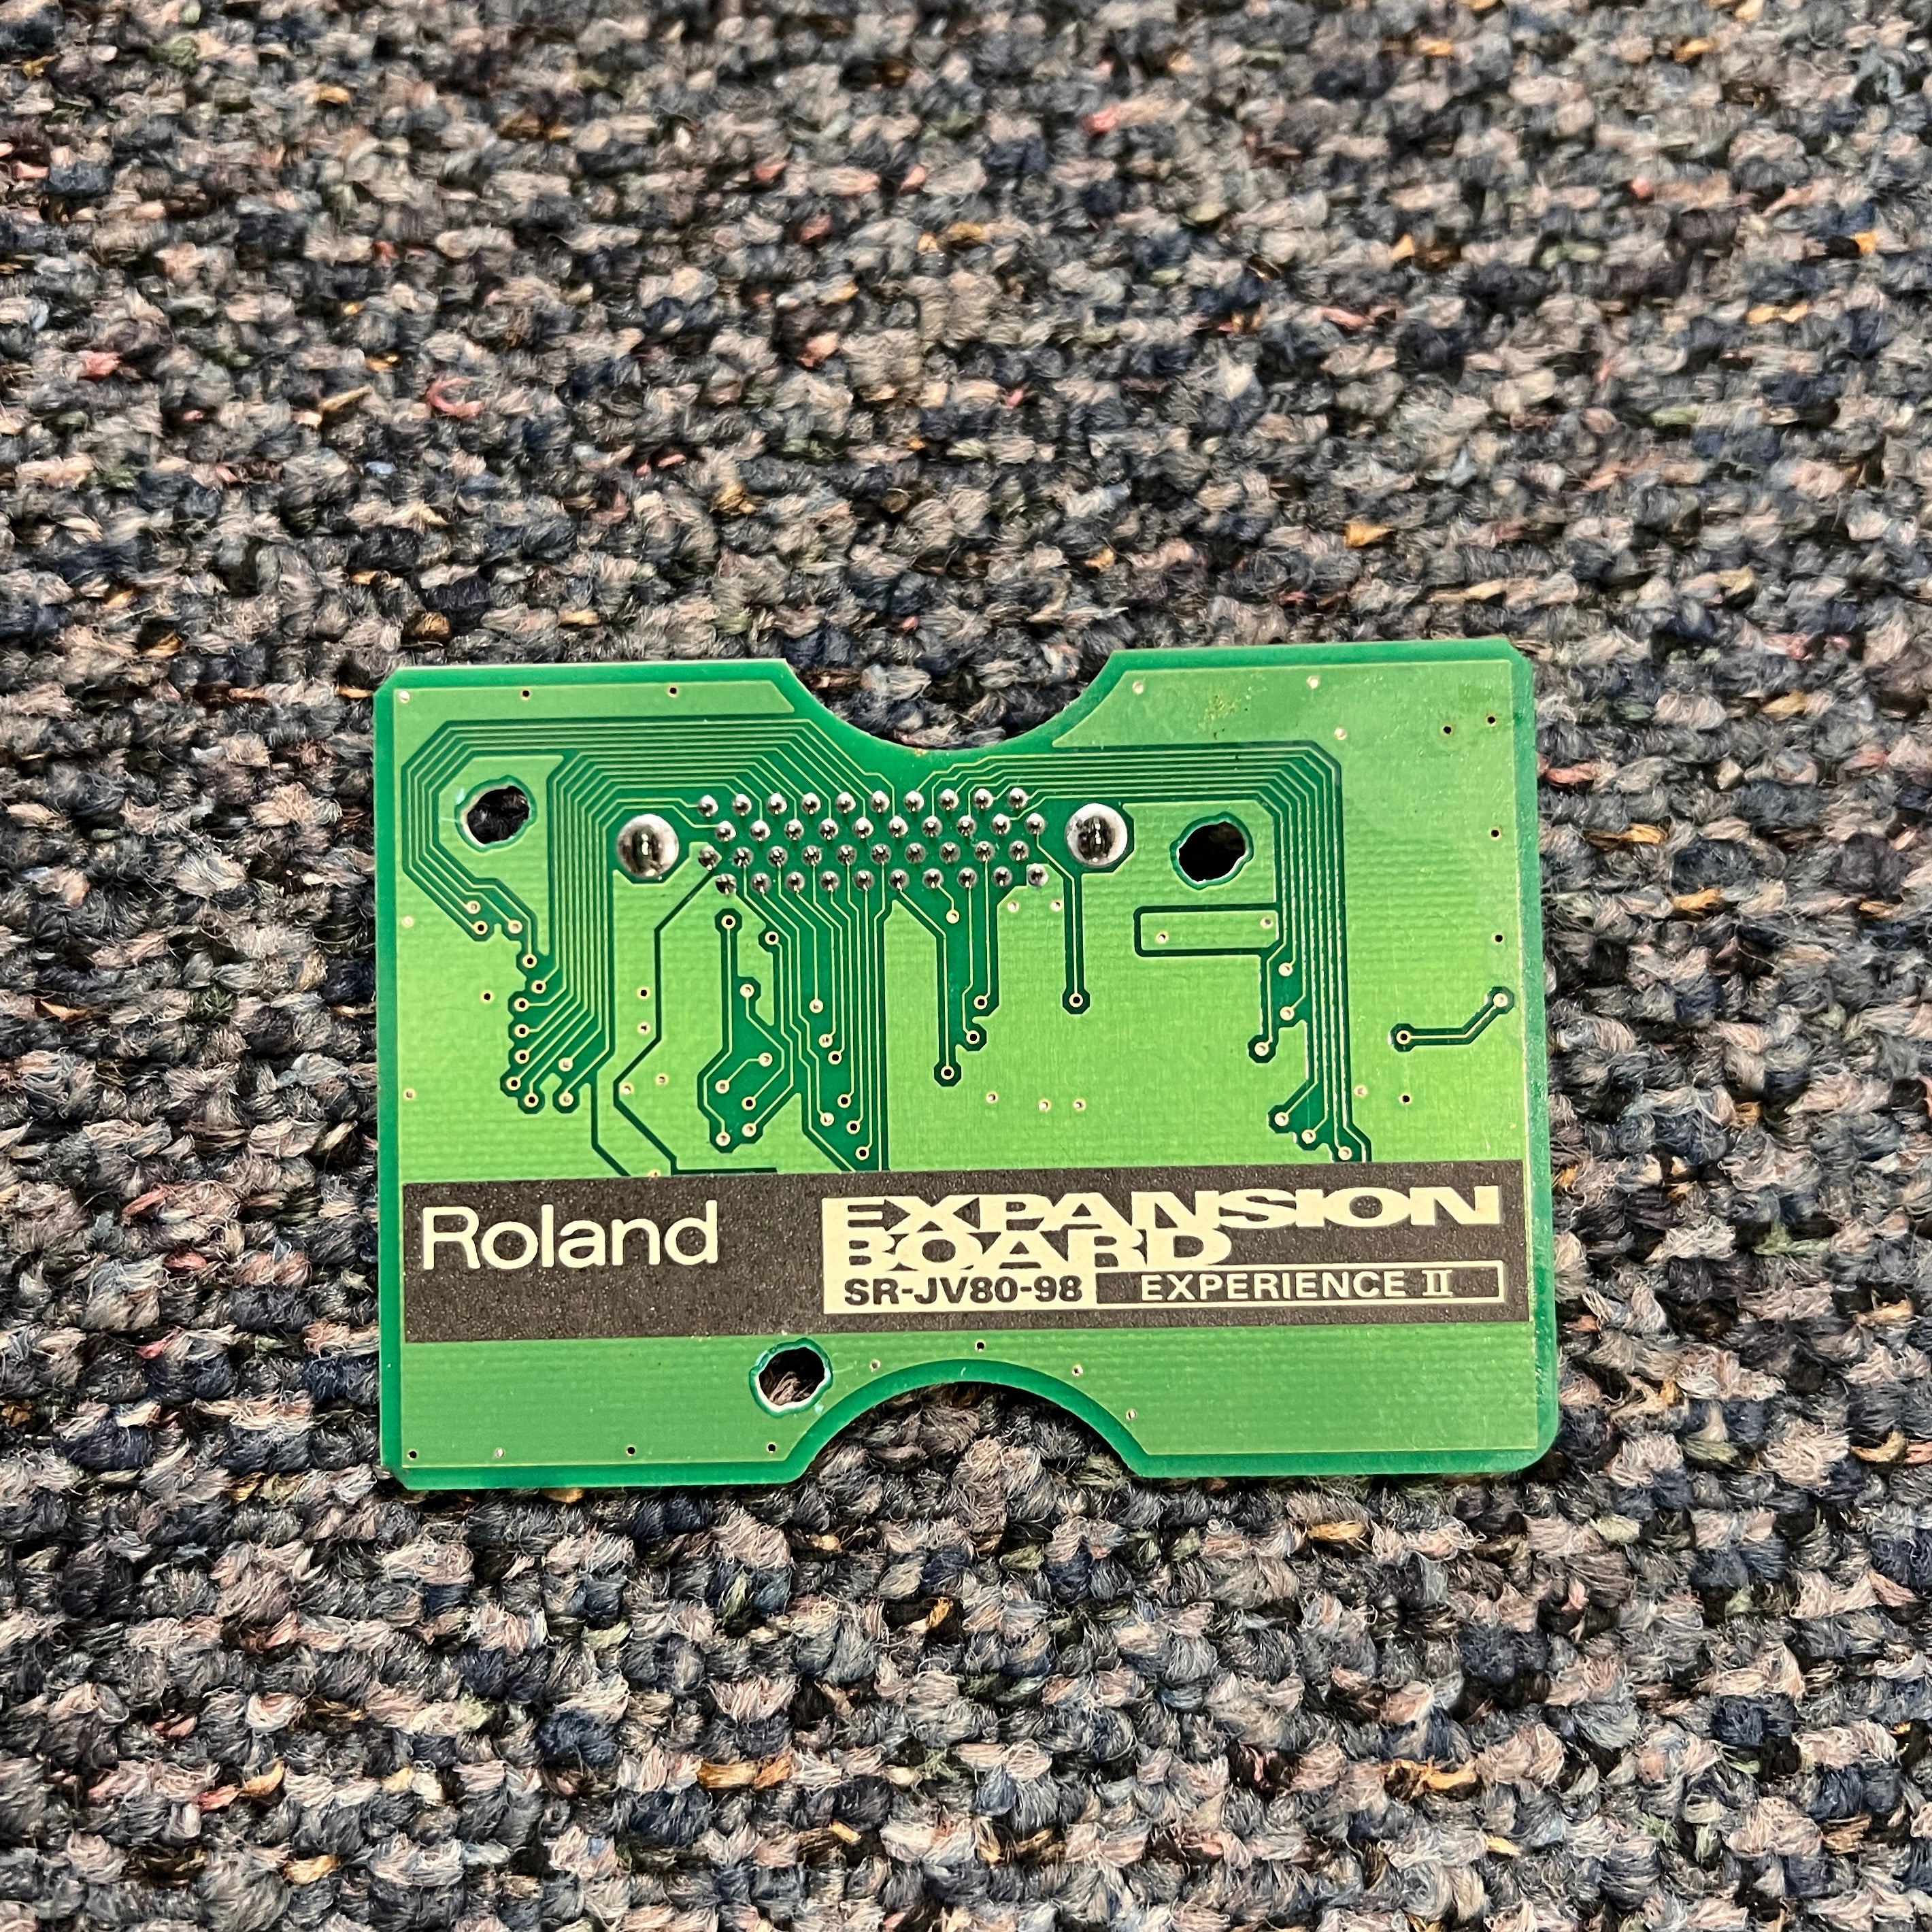 Roland
EXPANSION
BOARD
SR-JV80-98 EXPERIENCE II